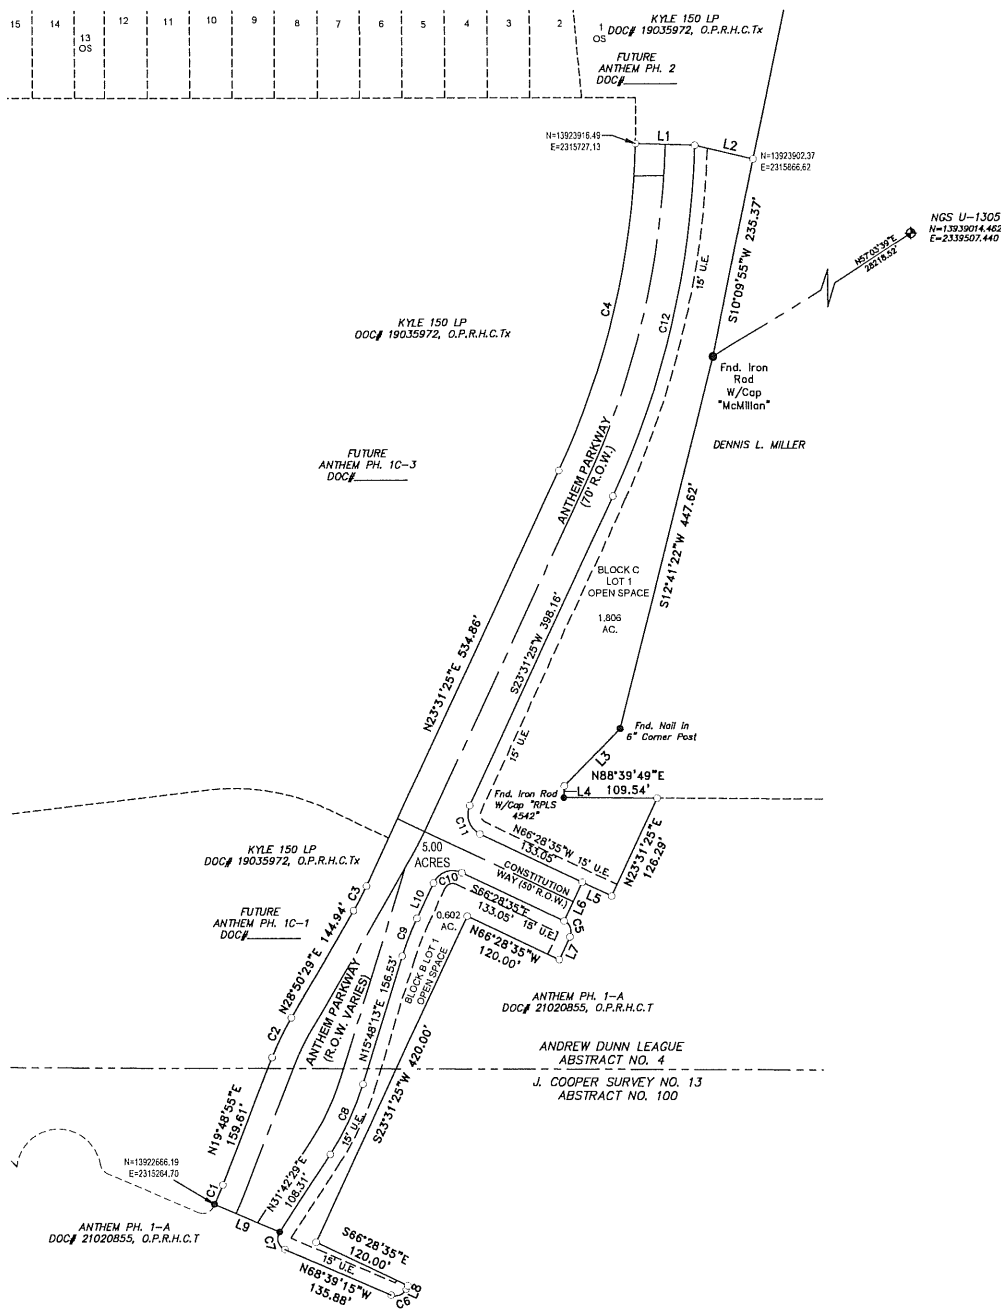 15
14
13
OS
12
11
10
9
8
7
6
5
4
3
2
1
OS
KYLE 150 LP
DOC# 19035972, O.P.R.H.C.Tx
FUTURE
ANTHEM PH. 2
DOC#________
N=13923916.49
E=2315727.13
L1
L2
N=13923902.37
E=2315866.62
NGS U-1305
N=13939014.462
E=2339507.440
N57°03'39"E
28218.52'
S10°09'55"W 235.37'
15' U.E.
C4
C12
KYLE 150 LP
DOC# 19035972, O.P.R.H.C.Tx
Fnd. Iron
Rod
W/Cap
"McMillan"
DENNIS L. MILLER
ANTHEM PARKWAY
(70' R.O.W.)
FUTURE
ANTHEM PH. 1C-3
DOC#________
S12°41'22"W 447.62'
BLOCK C
LOT 1
OPEN SPACE
1.806
AC.
N23°31'25"E 534.86'
S23°31'25"W 398.16'
15' U.E.
Fnd. Nail in
6" Corner Post
L3
N88°39'49"E
109.54'
L4
Fnd. Iron Rod
W/Cap "RPLS
4542"
C11
N66°28'35"W 15' U.E.
133.05'
N23°31'25"E
126.29'
KYLE 150 LP
DOC# 19035972, O.P.R.H.C.Tx
5.00
ACRES
CONSTITUTION
WAY (50' R.O.W.)
L5
L6
C3
C10
S66°28'35"E
133.05' 15' U.E.
C5
L7
L10
0.602
AC.
N66°28'35"W
120.00'
FUTURE
ANTHEM PH. 1C-1
DOC#________
N28°50'29"E 144.94'
C9
BLOCK B LOT 1
OPEN SPACE
ANTHEM PARKWAY
(R.O.W. VARIES)
N15°48'13"E 156.53'
ANTHEM PH. 1-A
DOC# 21020855, O.P.R.H.C.T
C2
S23°31'25"W 420.00'
ANDREW DUNN LEAGUE
ABSTRACT NO. 4
J. COOPER SURVEY NO. 13
ABSTRACT NO. 100
N19°48'55"E
159.61'
C8
15' U.E.
N=13922666.19
E=2315264.70
C1
N31°42'29"E
108.31'
L9
ANTHEM PH. 1-A
DOC# 21020855, O.P.R.H.C.T
C7
S66°28'35"E
120.00'
15' U.E.
N68°39'15"W
135.88'
L8
C6